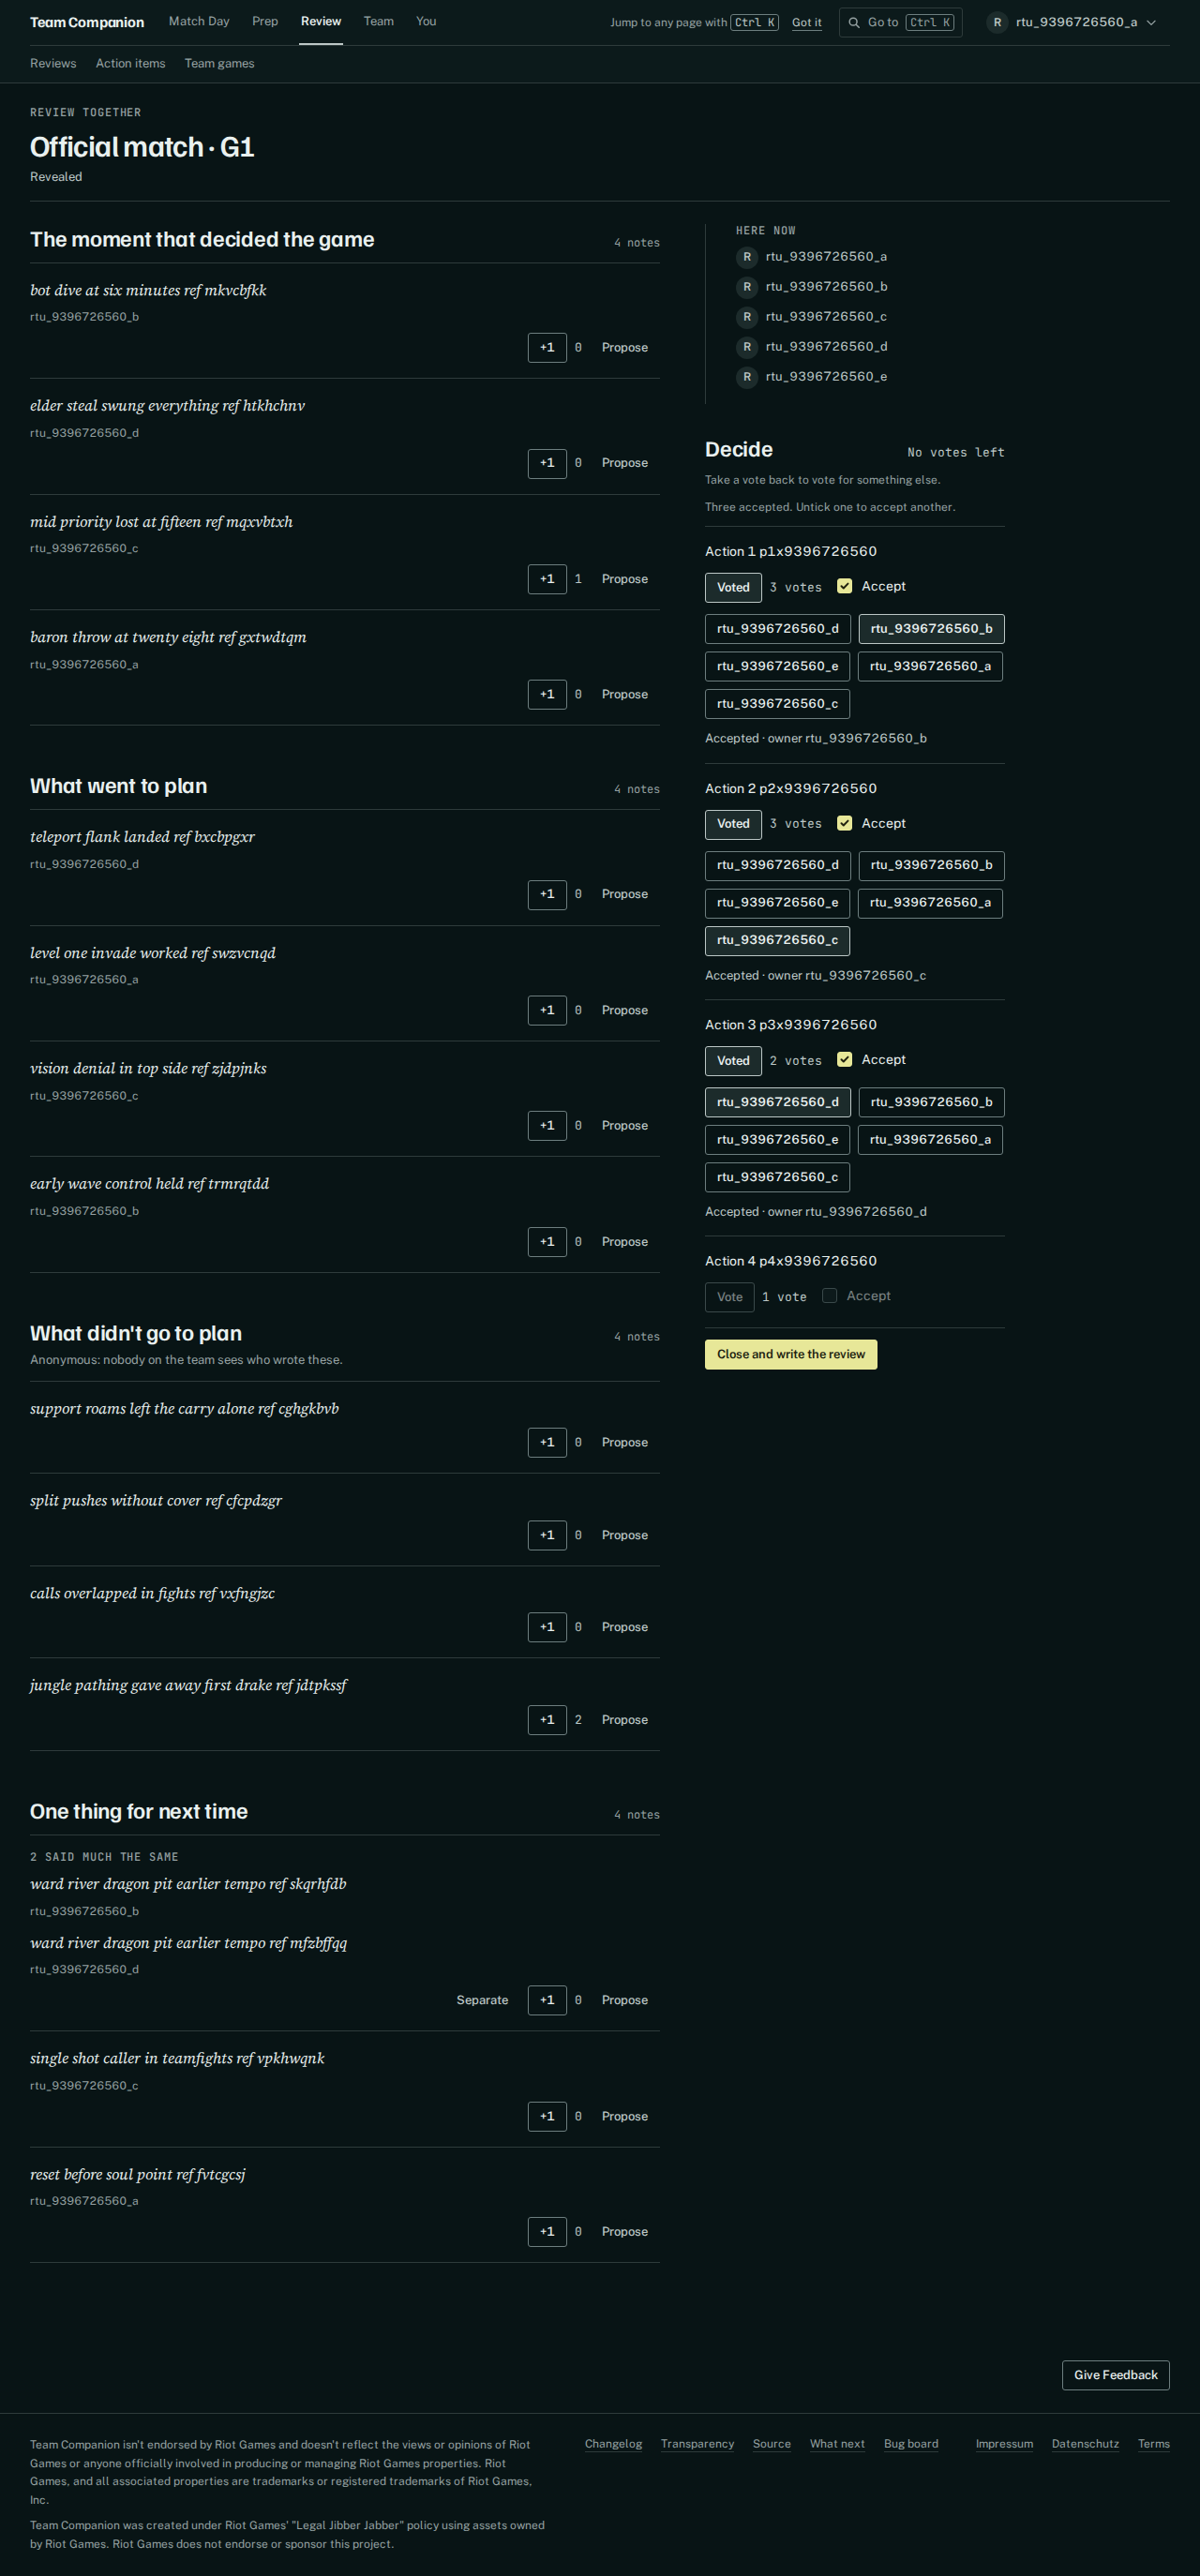 Team Companion Match Day Prep Review Team You Jump to any page with Ctrl K Got it Go to Ctrl K R rtu_9396726560_a
Reviews Action items Team games
REVIEW TOGETHER
Official match · G1
Revealed
The moment that decided the game 4 notes
bot dive at six minutes ref mkvcbfkk
rtu_9396726560_b
+1 0 Propose
elder steal swung everything ref htkhchnv
rtu_9396726560_d
+1 0 Propose
mid priority lost at fifteen ref mqxvbtxh
rtu_9396726560_c
+1 1 Propose
baron throw at twenty eight ref gxtwdtqm
rtu_9396726560_a
+1 0 Propose
What went to plan 4 notes
teleport flank landed ref bxcbpgxr
rtu_9396726560_d
+1 0 Propose
level one invade worked ref swzvcnqd
rtu_9396726560_a
+1 0 Propose
vision denial in top side ref zjdpjnks
rtu_9396726560_c
+1 0 Propose
early wave control held ref trmrqtdd
rtu_9396726560_b
+1 0 Propose
What didn't go to plan 4 notes
Anonymous: nobody on the team sees who wrote these.
support roams left the carry alone ref cghgkbvb
+1 0 Propose
split pushes without cover ref cfcpdzgr
+1 0 Propose
calls overlapped in fights ref vxfngjzc
+1 0 Propose
jungle pathing gave away first drake ref jdtpkssf
+1 2 Propose
One thing for next time 4 notes
2 SAID MUCH THE SAME
ward river dragon pit earlier tempo ref skqrhfdb
rtu_9396726560_b
ward river dragon pit earlier tempo ref mfzbffqq
rtu_9396726560_d
Separate +1 0 Propose
single shot caller in teamfights ref vpkhwqnk
rtu_9396726560_c
+1 0 Propose
reset before soul point ref fvtcgcsj
rtu_9396726560_a
+1 0 Propose
HERE NOW
R rtu_9396726560_a
R rtu_9396726560_b
R rtu_9396726560_c
R rtu_9396726560_d
R rtu_9396726560_e
Decide No votes left
Take a vote back to vote for something else.
Three accepted. Untick one to accept another.
Action 1 p1x9396726560
Voted 3 votes Accept
rtu_9396726560_d rtu_9396726560_b
rtu_9396726560_e rtu_9396726560_a
rtu_9396726560_c
Accepted · owner rtu_9396726560_b
Action 2 p2x9396726560
Voted 3 votes Accept
rtu_9396726560_d rtu_9396726560_b
rtu_9396726560_e rtu_9396726560_a
rtu_9396726560_c
Accepted · owner rtu_9396726560_c
Action 3 p3x9396726560
Voted 2 votes Accept
rtu_9396726560_d rtu_9396726560_b
rtu_9396726560_e rtu_9396726560_a
rtu_9396726560_c
Accepted · owner rtu_9396726560_d
Action 4 p4x9396726560
Vote 1 vote Accept
Close and write the review
Give Feedback
Team Companion isn't endorsed by Riot Games and doesn't reflect the views or opinions of Riot
Games or anyone officially involved in producing or managing Riot Games properties. Riot
Games, and all associated properties are trademarks or registered trademarks of Riot Games,
Inc.
Team Companion was created under Riot Games' "Legal Jibber Jabber" policy using assets owned
by Riot Games. Riot Games does not endorse or sponsor this project.
Changelog Transparency Source What next Bug board Impressum Datenschutz Terms